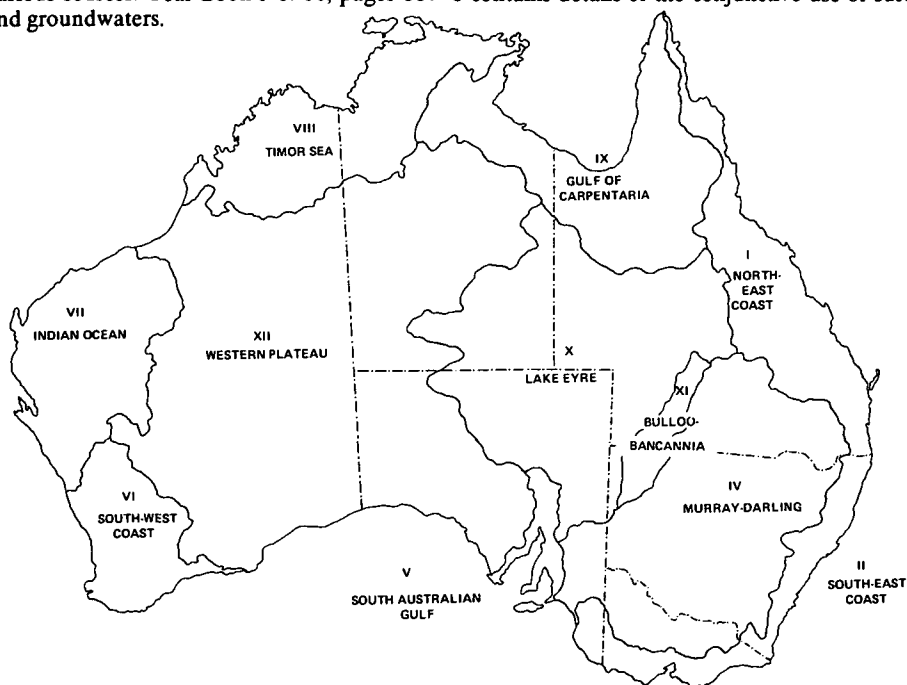 nd groundwaters.
VIII
TIMOR SEA
IX
GULF OF
CARPENTARIA
I
NORTH-
EAST
COAST
VII
INDIAN OCEAN
XII
WESTERN PLATEAU
X
LAKE EYRE
XI
BULLOO-
BANCANNIA
VI
SOUTH-WEST
COAST
IV
MURRAY-DARLING
V
SOUTH AUSTRALIAN
GULF
II
SOUTH-EAST
COAST